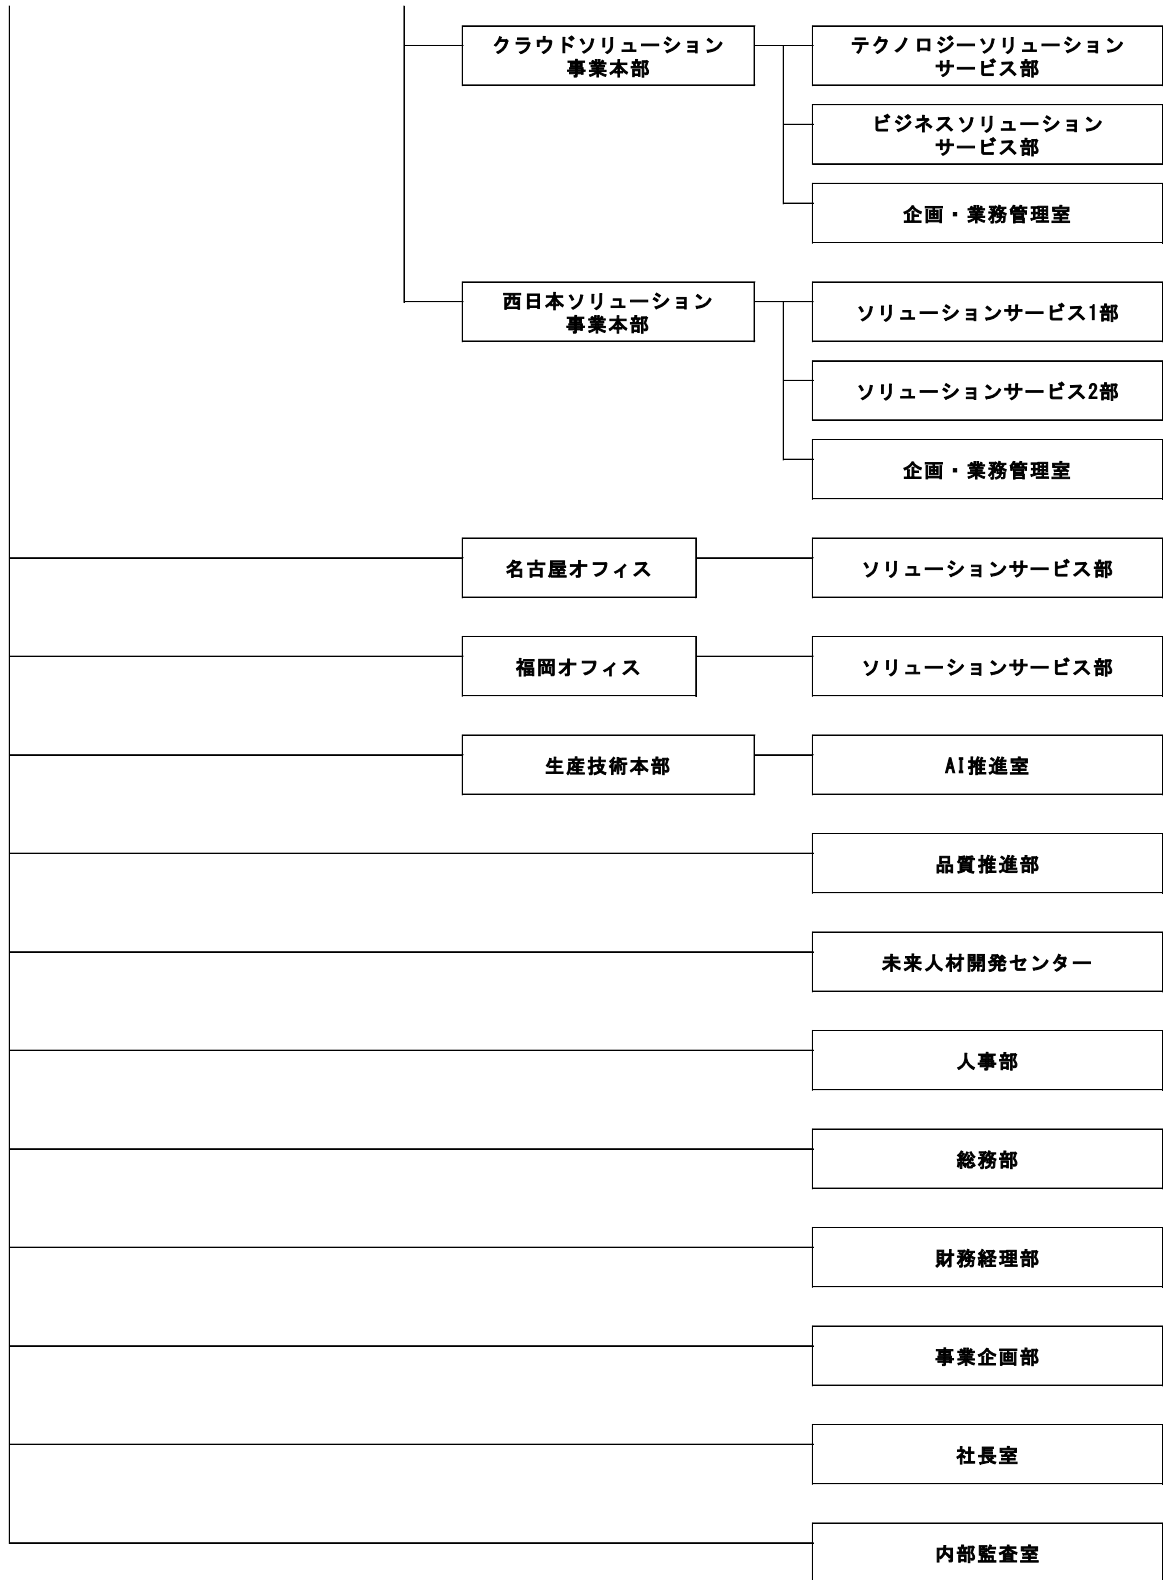 クラウドソリューション
事業本部
テクノロジーソリューション
サービス部
ビジネスソリューション
サービス部
企画・業務管理室
西日本ソリューション
事業本部
ソリューションサービス1部
ソリューションサービス2部
企画・業務管理室
名古屋オフィス
ソリューションサービス部
福岡オフィス
ソリューションサービス部
生産技術本部
AI推進室
品質推進部
未来人材開発センター
人事部
総務部
財務経理部
事業企画部
社長室
内部監査室